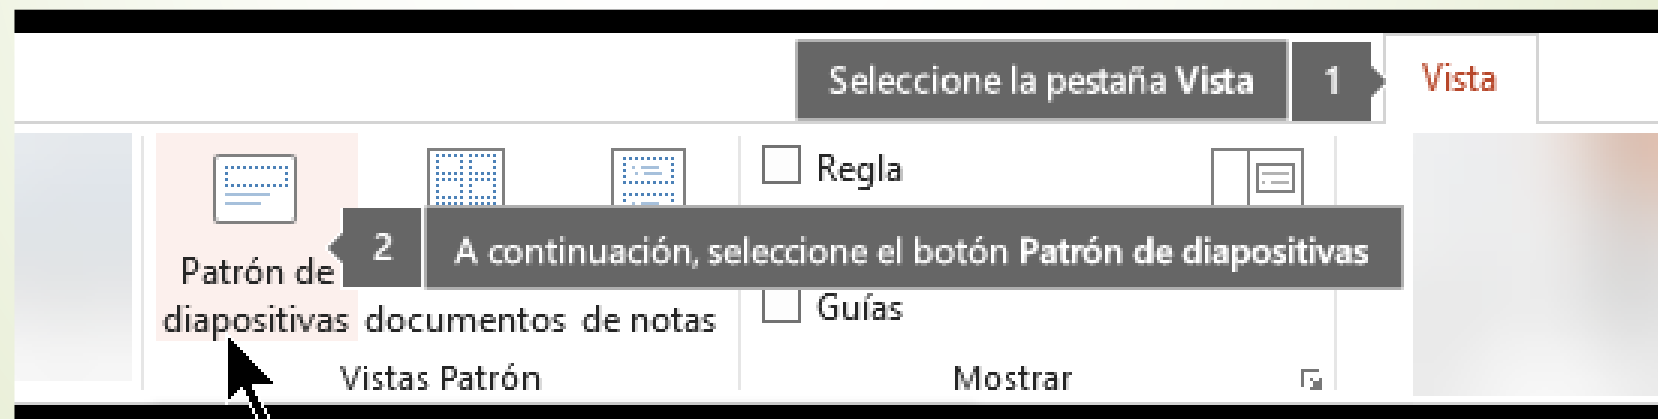 Seleccione la pestaña Vista 1 Vista
Regla
2 A continuación, seleccione el botón Patrón de diapositivas
Patrón de
diapositivas documentos de notas
Guías
Vistas Patrón Mostrar